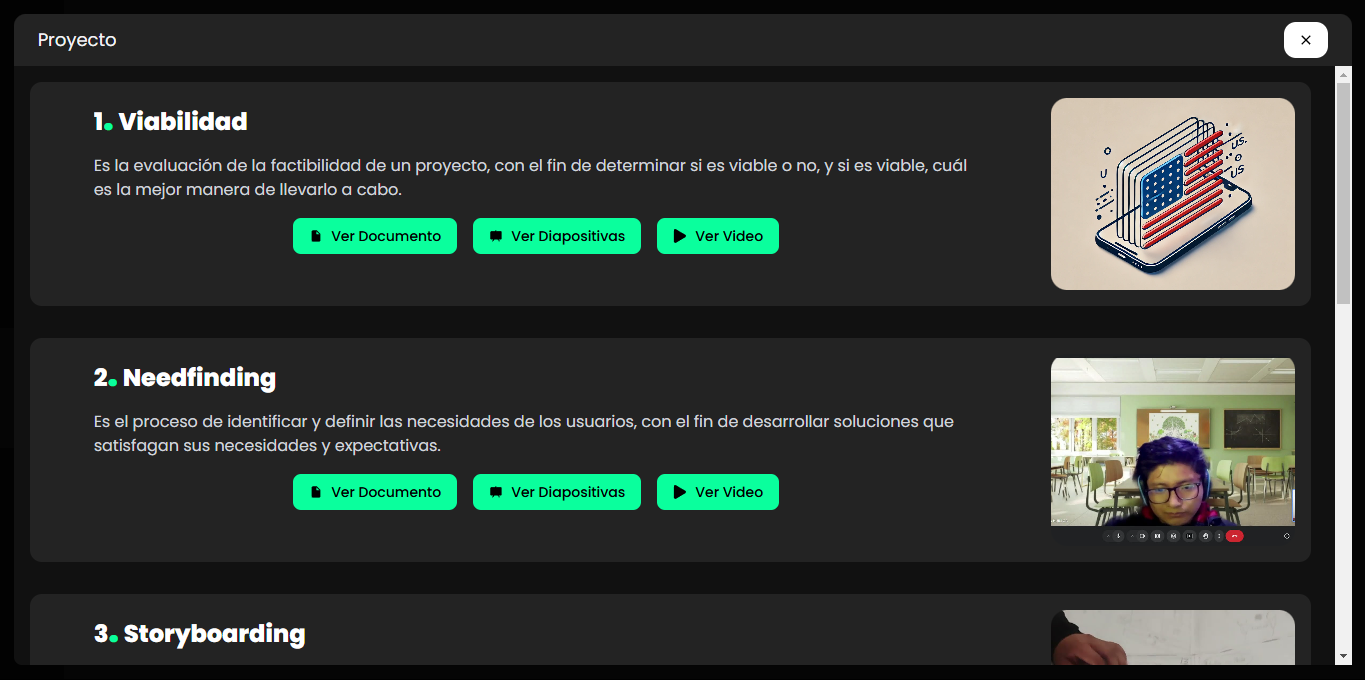 Proyecto
1. Viabilidad
Es la evaluación de la factibilidad de un proyecto, con el fin de determinar si es viable o no, y si es viable, cuál
es la mejor manera de llevarlo a cabo.
Ver Documento
Ver Diapositivas
Ver Video
U
O
US.
O
US
2. Needfinding
Es el proceso de identificar y definir las necesidades de los usuarios, con el fin de desarrollar soluciones que
satisfagan sus necesidades y expectativas.
Ver Documento
Ver Diapositivas
Ver Video
3. Storyboarding